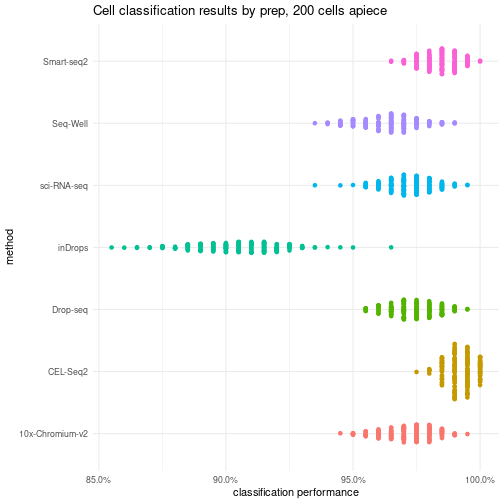 Cell classification results by prep, 200 cells apiece
Smart-seq2
Seq-Well
sci-RNA-seq
inDrops
Drop-seq
CEL-Seq2
10x-Chromium-v2
method
85.0% 90.0% 95.0% 100.0%
classification performance